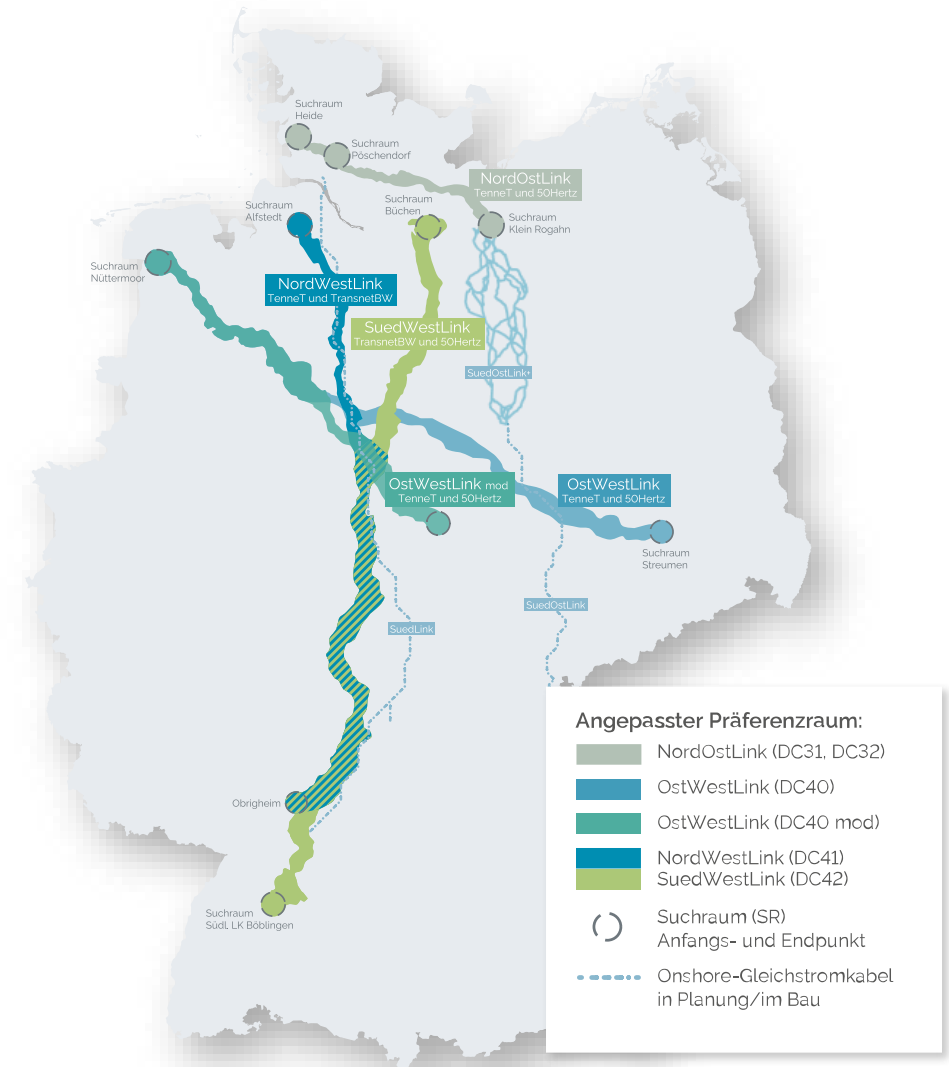 Suchraum
Heide
Suchraum
Pöschendorf
NordOstLink
TenneT und 50Hertz
Suchraum
Alfstedt
Suchraum
Büchen
Suchraum
Klein Rogahn
Suchraum
Nüttermoor
NordWestLink
TenneT und TransnetBW
SuedWestLink
TransnetBW und 50Hertz
SuedOstLink+
OstWestLink mod
TenneT und 50Hertz
OstWestLink
TenneT und 50Hertz
Suchraum
Streumen
SuedOstLink
SuedLink
Obrigheim
Suchraum
Südl. LK Böblingen
Angepasster Präferenzraum:
NordOstLink (DC31, DC32)
OstWestLink (DC40)
OstWestLink (DC40 mod)
NordWestLink (DC41)
SuedWestLink (DC42)
Suchraum (SR)
Anfangs- und Endpunkt
Onshore-Gleichstromkabel
in Planung/im Bau